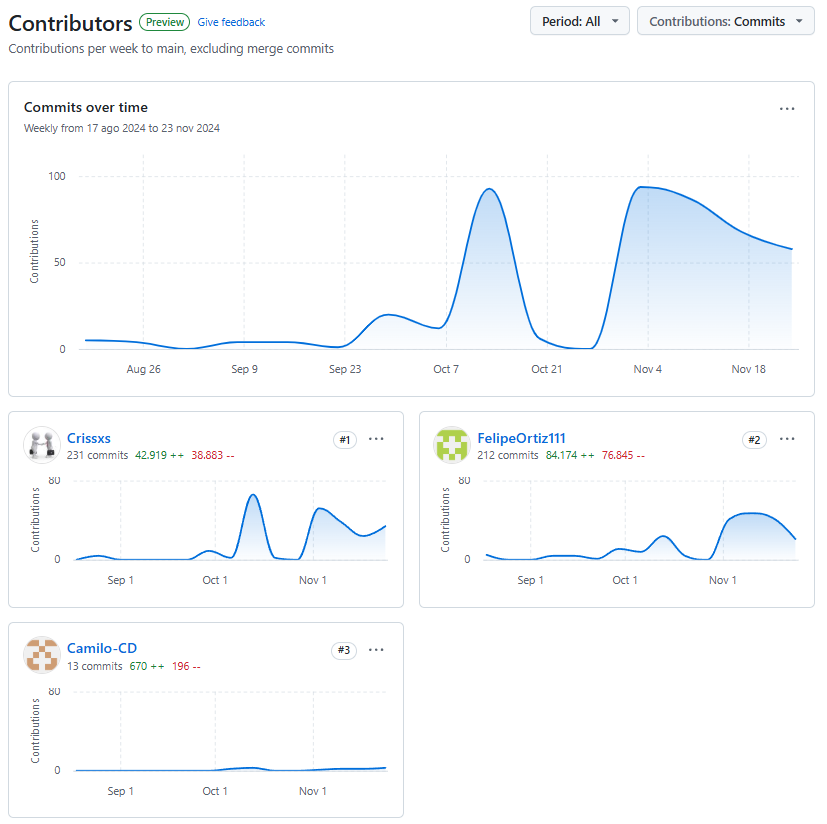 Contributors Preview Give feedback
Period: All
Contributions: Commits
Contributions per week to main, excluding merge commits
Commits over time
Weekly from 17 ago 2024 to 23 nov 2024
100
50
0
Contributions
Aug 26 Sep 9 Sep 23 Oct 7 Oct 21 Nov 4 Nov 18
Crissxs
#1
231 commits 42.919 ++ 38.883 --
80
0
Contributions
Sep 1 Oct 1 Nov 1
FelipeOrtiz111
#2
212 commits 84.174 ++ 76.845 --
80
0
Contributions
Sep 1 Oct 1 Nov 1
Camilo-CD
#3
13 commits 670 ++ 196 --
80
0
Contributions
Sep 1 Oct 1 Nov 1